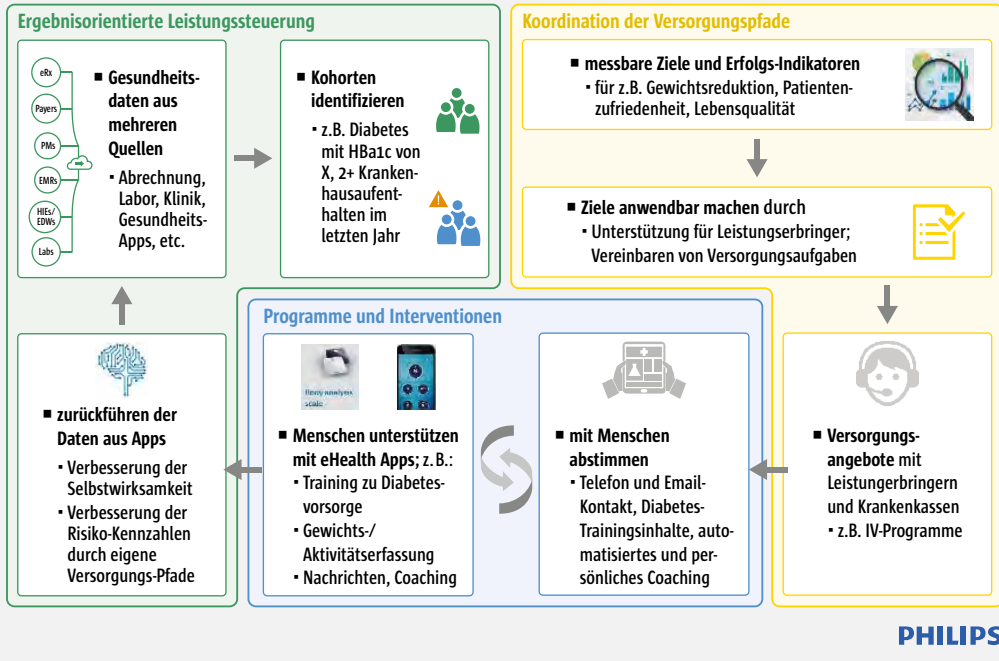 Ergebnisorientierte Leistungssteuerung
eRx
Payers
PMs
EMRs
HIEs/
EDWs
Labs
▪ Gesundheits-
daten aus
mehreren
Quellen
▪ Abrechnung,
Labor, Klinik,
Gesundheits-
Apps, etc.
▪ Kohorten
identifizieren
▪ z.B. Diabetes
mit HBa1c von
X, 2+ Kranken-
hausaufent-
halten im
letzten Jahr
Koordination der Versorgungspfade
▪ messbare Ziele und Erfolgs-Indikatoren
▪ für z.B. Gewichtsreduktion, Patienten-
zufriedenheit, Lebensqualität
▪ Ziele anwendbar machen durch
▪ Unterstützung für Leistungserbringer;
Vereinbaren von Versorgungsaufgaben
▪ Versorgungs-
angebote mit
Leistungerbringern
und Krankenkassen
▪ z.B. IV-Programme
Programme und Interventionen
▪ mit Menschen
abstimmen
▪ Telefon und Email-
Kontakt, Diabetes-
Trainingsinhalte, auto-
matisiertes und per-
sönliches Coaching
Body analysis
scale
▪ Menschen unterstützen
mit eHealth Apps; z. B.:
▪ Training zu Diabetes-
vorsorge
▪ Gewichts-/
Aktivitätserfassung
▪ Nachrichten, Coaching
▪ zurückführen der
Daten aus Apps
▪ Verbesserung der
Selbstwirksamkeit
▪ Verbesserung der
Risiko-Kennzahlen
durch eigene
Versorgungs-Pfade
PHILIPS